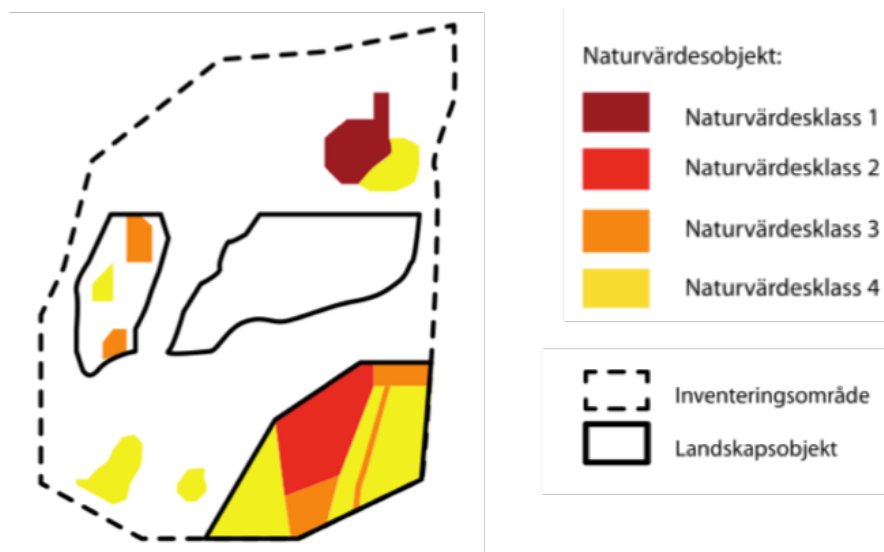 Naturvärdesobjekt:
Naturvärdesklass 1
Naturvärdesklass 2
Naturvärdesklass 3
Naturvärdesklass 4
Inventeringsområde
Landskapsobjekt